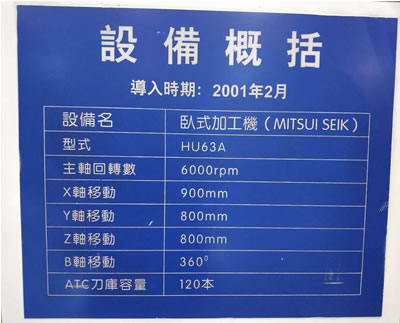 設備概括
導入時期：2001年2月
設備名 臥式加工機（MITSUI SEIK）
型式 HU63A
主軸回轉數 6000rpm
X軸移動 900mm
Y軸移動 800mm
Z軸移動 800mm
B軸移動 360⁰
ATC刀庫容量 120本